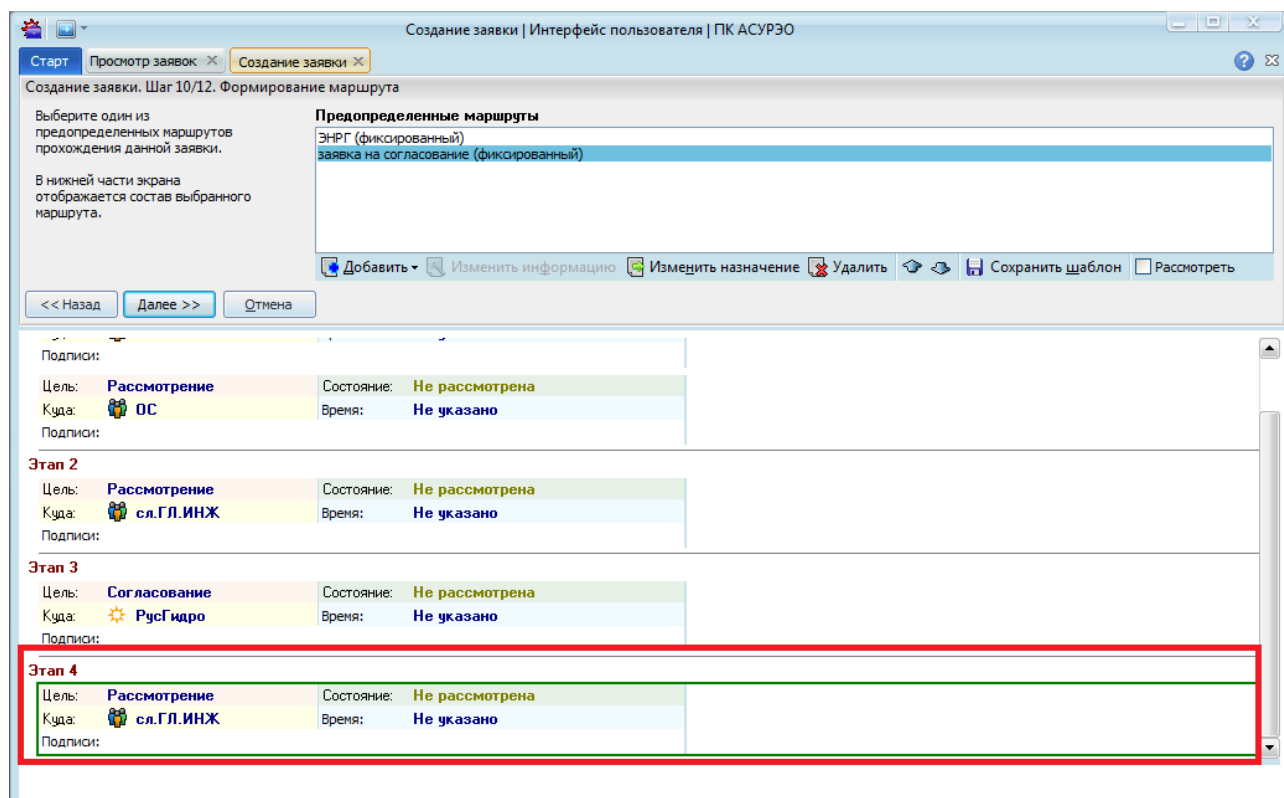 Создание заявки | Интерфейс пользователя | ПК АСУРЭО
Старт Просмотр заявок Создание заявки
Создание заявки. Шаг 10/12. Формирование маршрута
Выберите один из
предопределенных маршрутов
прохождения данной заявки.
В нижней части экрана
отображается состав выбранного
маршрута.
Предопределенные маршруты
ЭНРГ (фиксированный)
заявка на согласование (фиксированный)
Добавить Изменить информацию Изменить назначение Удалить Сохранить шаблон Рассмотреть
<< Назад Далее >> Отмена
Подписи:
Цель: Рассмотрение Состояние: Не рассмотрена
Куда: ОС Время: Не указано
Подписи:
Этап 2
Цель: Рассмотрение Состояние: Не рассмотрена
Куда: сл.ГЛ.ИНЖ Время: Не указано
Подписи:
Этап 3
Цель: Согласование Состояние: Не рассмотрена
Куда: РусГидро Время: Не указано
Подписи:
Этап 4
Цель: Рассмотрение Состояние: Не рассмотрена
Куда: сл.ГЛ.ИНЖ Время: Не указано
Подписи: